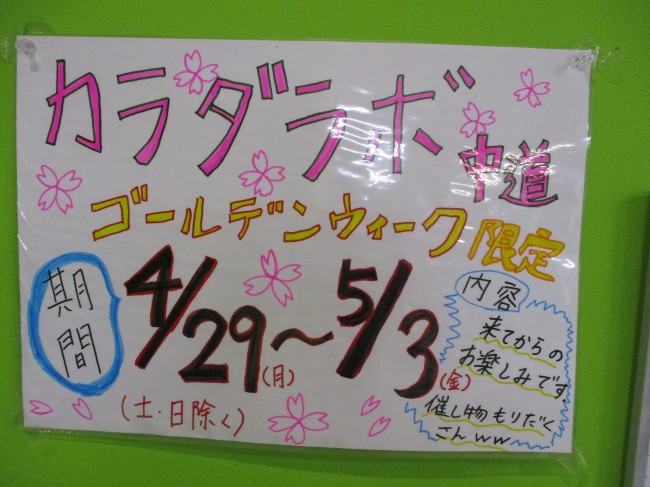 カラダラボ中道
ゴールデンウィーク限定
期間
4/29(月)～5/3(金)
(土・日除く)
内容
来てからの
お楽しみです
催し物もりだく
さんww